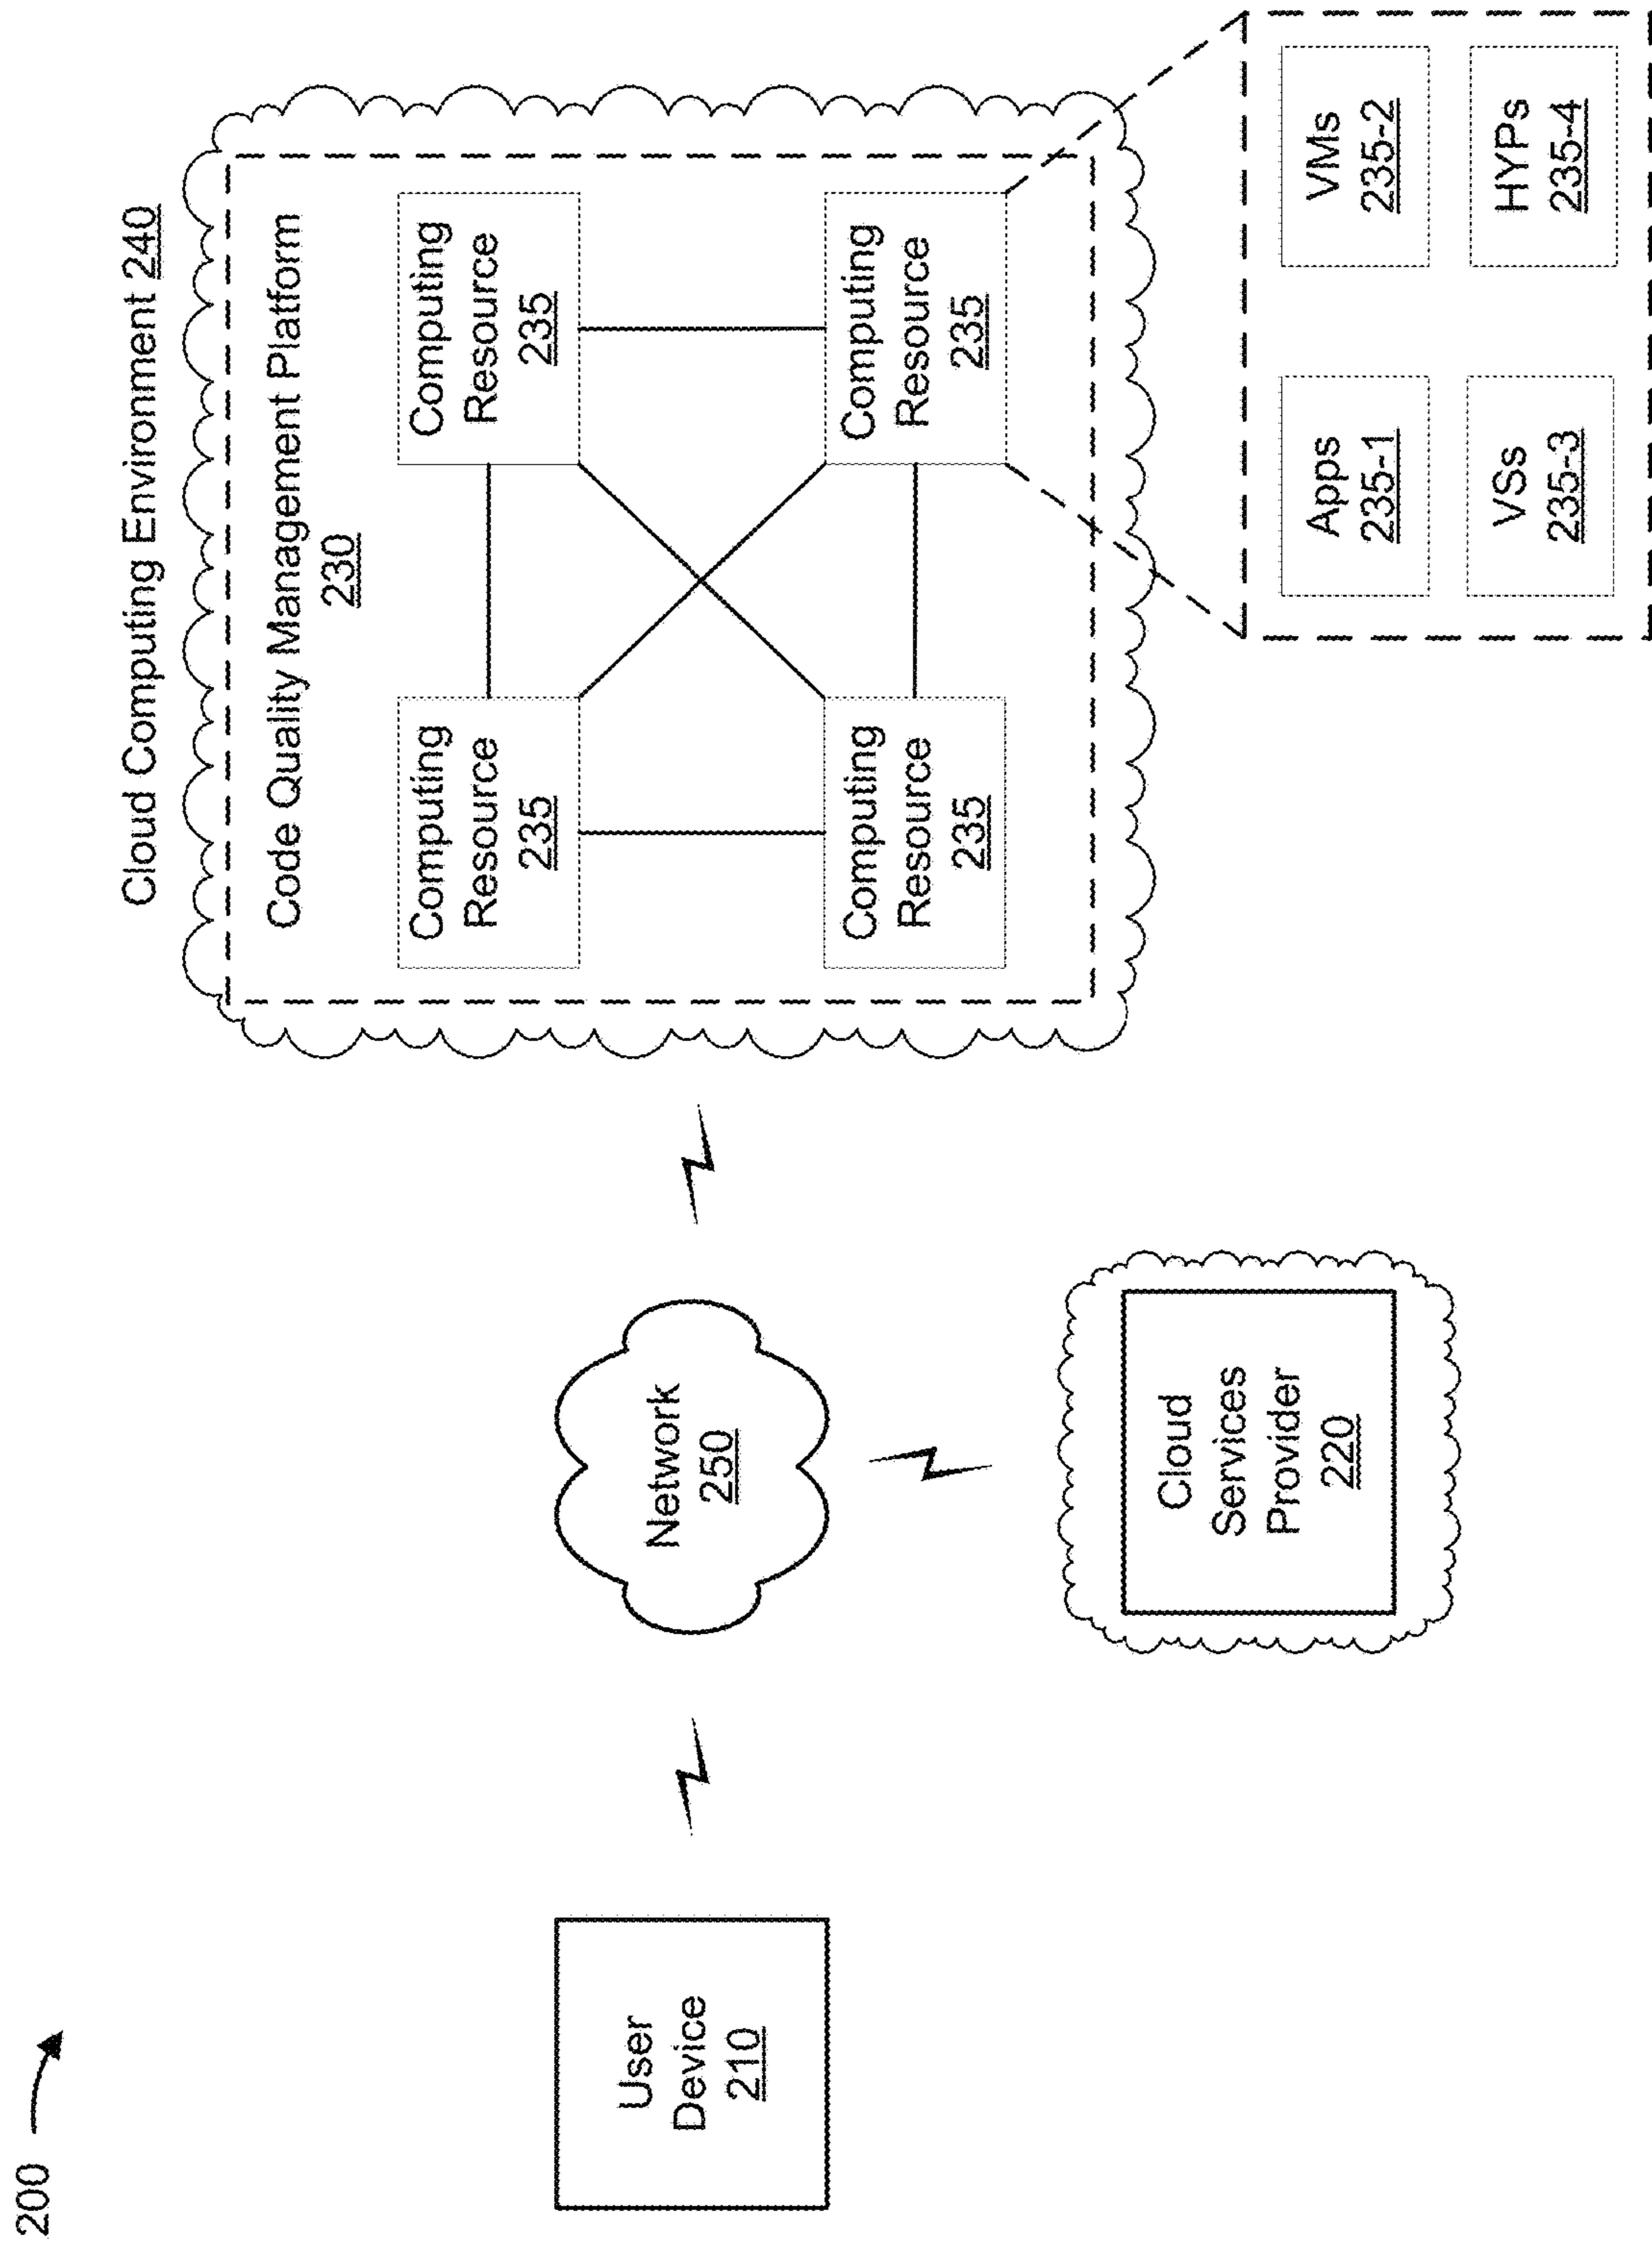 200
Cloud Computing Environment 240
Code Quality Management Platform
230
Computing
Resource
235
Computing
Resource
235
Computing
Resource
235
Computing
Resource
235
User
Device
210
Network
250
Cloud
Services
Provider
220
Apps
235-1
VMs
235-2
VSs
235-3
HYPs
235-4